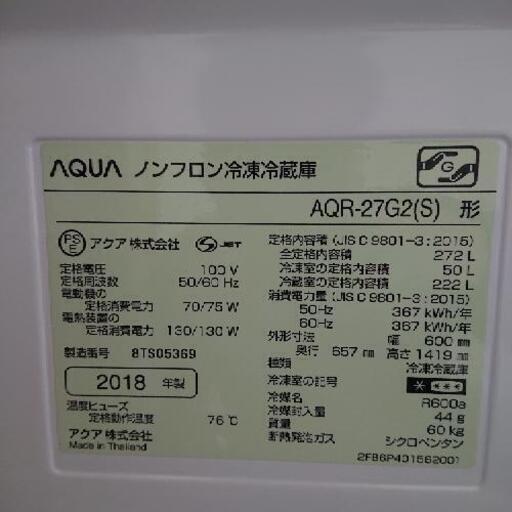 AQUA ノンフロン冷凍冷蔵庫
G
AQR-27G2(S) 形
PS E アクア株式会社 S JET
定格電圧 100 V
定格周波数 50/60 Hz
電動機の
定格消費電力 70/75 W
電熱装置の
定格消費電力 130/130 W
製造番号 8TS05369
2018 年製
温度ヒューズ
定格動作温度 76℃
アクア株式会社
Made in Thailand
定格内容積 (JIS C 9801-3:2015)
全定格内容積 272 L
冷凍室の定格内容積 50 L
冷蔵室の定格内容積 222 L
消費電力量 (JIS C 9801-3:2015)
50Hz 367 kWh/年
60Hz 367 kWh/年
外形寸法 幅 600 mm
奥行 657 mm 高さ 1419 mm
種類 冷凍冷蔵庫
冷凍室の記号
冷媒名 R600a
冷媒封入量 44 g
質量 60 kg
断熱発泡ガス シクロペンタン
2FB6P401562001